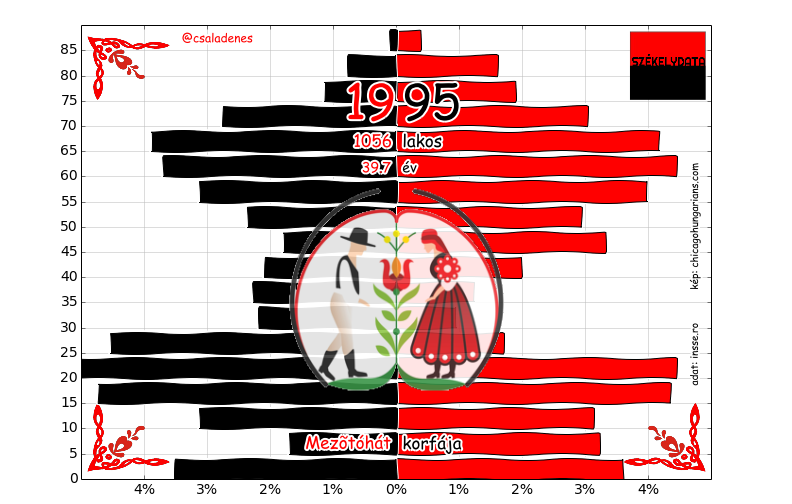 @csaladenes
SZÉKELYDATA
1995
1056 lakos
39.7 év
kép: chicagohungarians.com
adat: insse.ro
Mezőtóhát korfája
85
80
75
70
65
60
55
50
45
40
35
30
25
20
15
10
5
0
4% 3% 2% 1% 0% 1% 2% 3% 4%